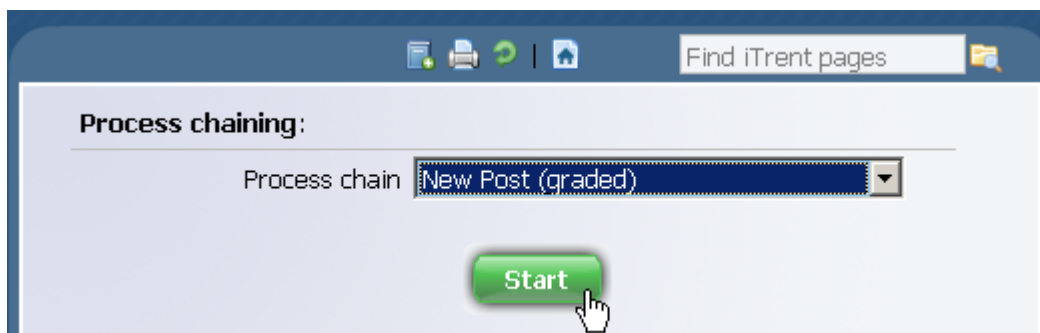 Find iTrent pages
Process chaining:
Process chain New Post (graded)
Start